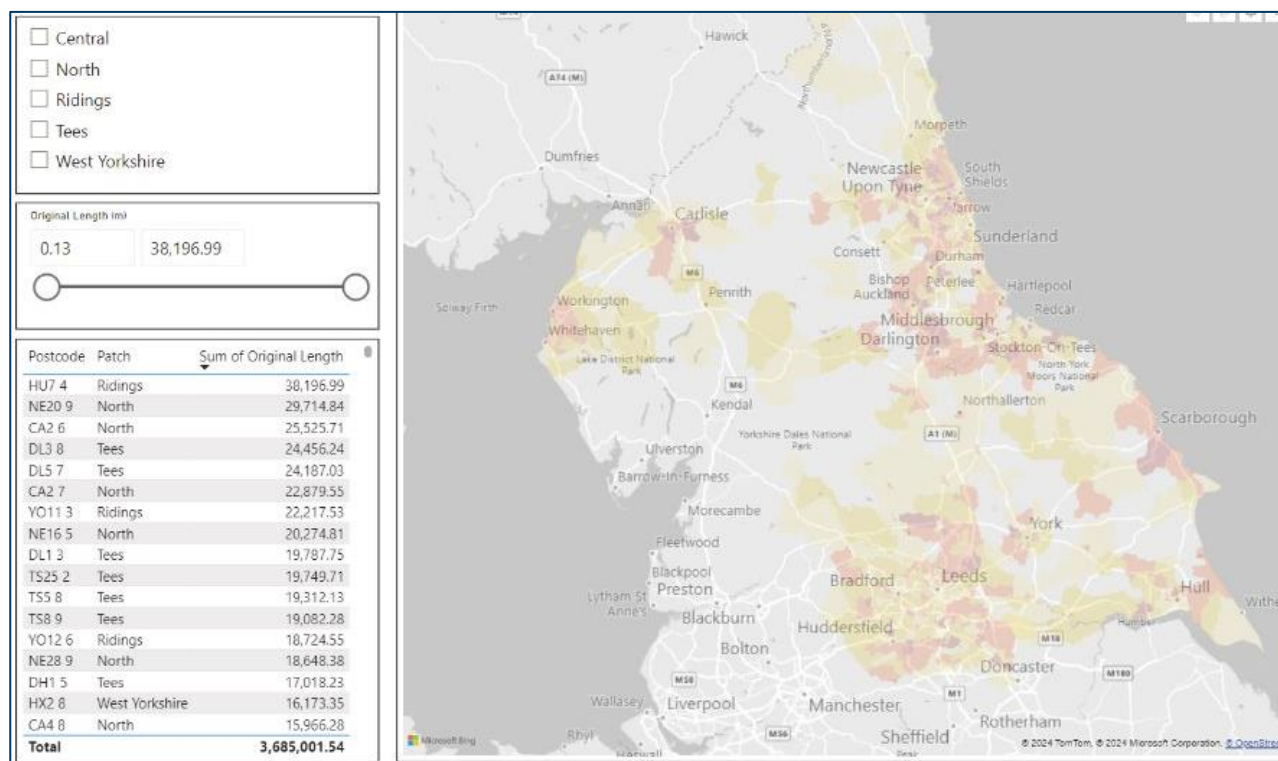 Central
North
Ridings
Tees
West Yorkshire
Original Length (m)
0.13 38,196.99
Postcode Patch Sum of Original Length
HU7 4 Ridings 38,196.99
NE20 9 North 29,714.84
CA2 6 North 25,525.71
DL3 8 Tees 24,456.24
DL5 7 Tees 24,187.03
CA2 7 North 22,879.55
YO11 3 Ridings 22,217.53
NE16 5 North 20,274.81
DL1 3 Tees 19,787.75
TS25 2 Tees 19,749.71
TS5 8 Tees 19,312.13
TS8 9 Tees 19,082.28
YO12 6 Ridings 18,724.55
NE28 9 North 18,648.38
DH1 5 Tees 17,018.23
HX2 8 West Yorkshire 16,173.35
CA4 8 North 15,966.28
Total 3,685,001.54
Hawick
A74 (M)
Northumberland
Morpeth
Dumfries
Newcastle
Upon Tyne
South
Shields
Annan
Carlisle
Jarrow
Sunderland
Consett
Durham
M6
Bishop
Auckland
Peterlee
Hartlepool
Solway Firth
Workington
Penrith
Redcar
Whitehaven
Middlesbrough
Darlington
Stockton-On-Tees
Lake District National
Park
North York
Moors National
Park
M6
Kendal
Northallerton
Scarborough
Yorkshire Dales National
Park
A1 (M)
Ulverston
Barrow-In-Furness
Morecambe
York
Fleetwood
Blackpool
Preston
Bradford
Leeds
Hull
Lytham St
Anne's
Blackburn
Huddersfield
Humber
Withe
M18
Bolton
Doncaster
M58
M180
Wallasey
Liverpool
Manchester
M1
Rotherham
M56
Rhyl
Heswall
Sheffield
Peak
Microsoft Bing
© 2024 TomTom, © 2024 Microsoft Corporation, © OpenStree